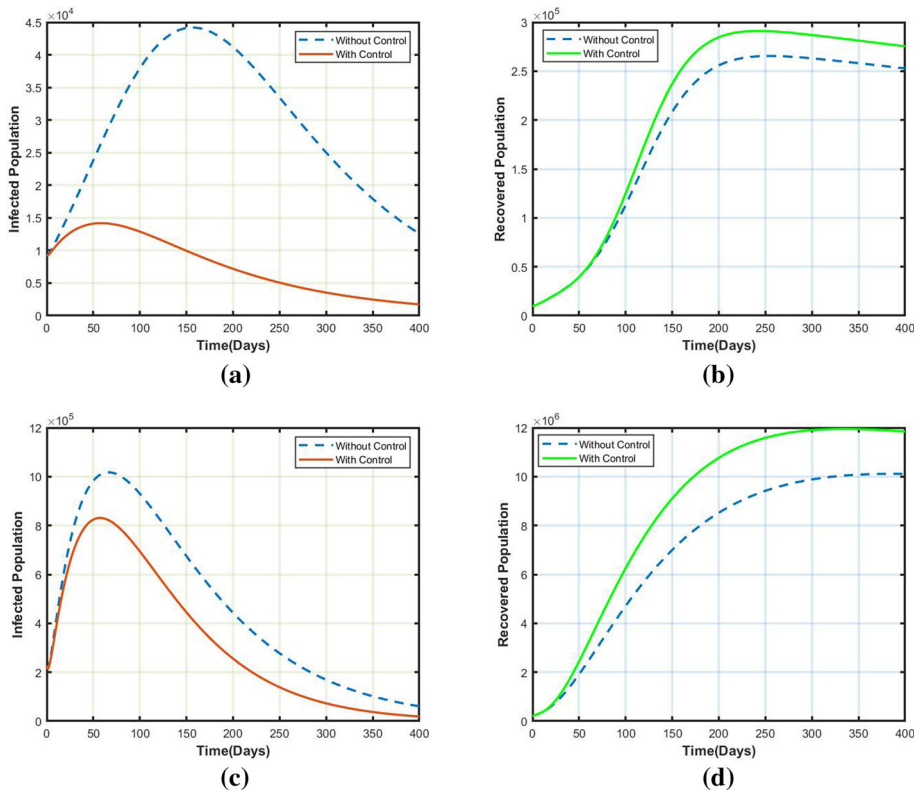 ×10^4
4.5
4
3.5
3
2.5
2
1.5
1
0.5
0
0 50 100 150 200 250 300 350 400
Infected Population
Time(Days)
Without Control
With Control
(a)
×10^5
3
2.5
2
1.5
1
0.5
0
0 50 100 150 200 250 300 350 400
Recovered Population
Time(Days)
Without Control
With Control
(b)
×10^5
12
10
8
6
4
2
0
0 50 100 150 200 250 300 350 400
Infected Population
Time(Days)
Without Control
With Control
(c)
×10^6
12
10
8
6
4
2
0
0 50 100 150 200 250 300 350 400
Recovered Population
Time(Days)
Without Control
With Control
(d)